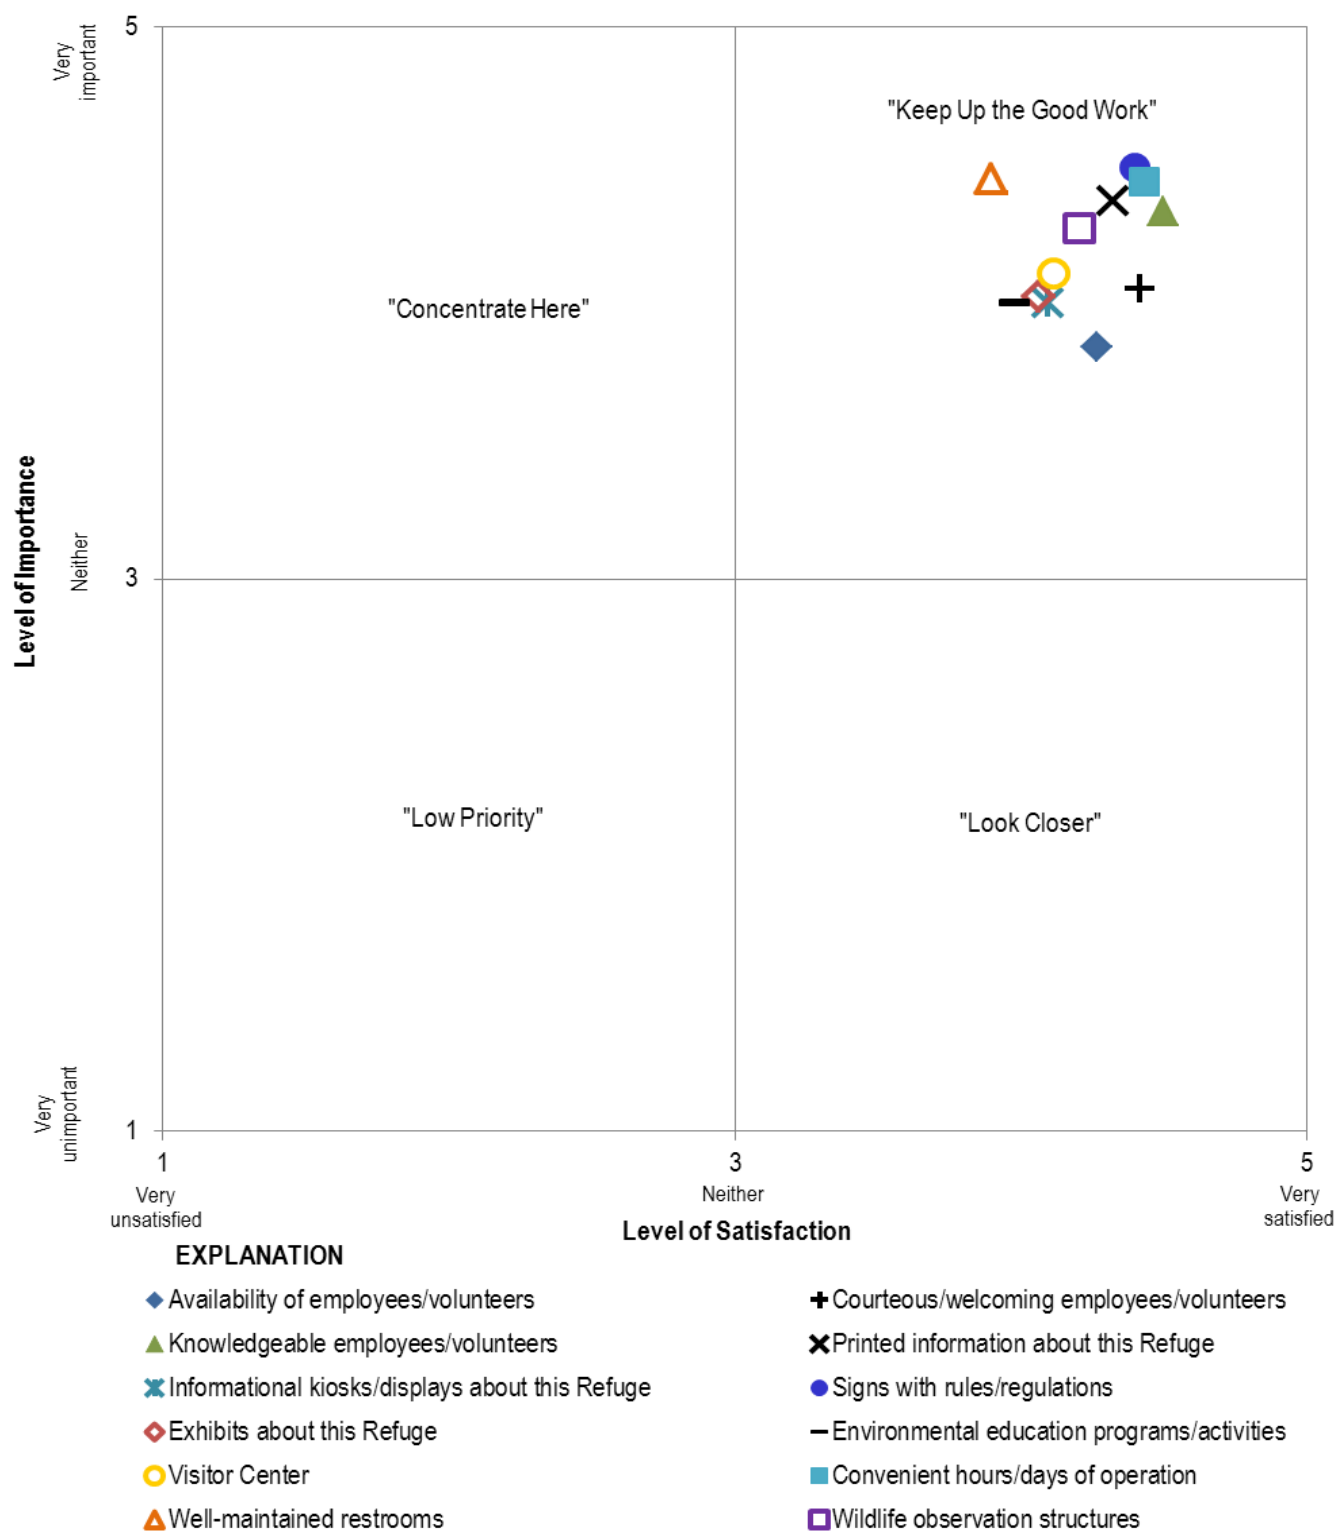 5
Very
important
"Keep Up the Good Work"
"Concentrate Here"
Level of Importance
Neither
3
"Low Priority"
"Look Closer"
Very
unimportant
1
1
3
5
Very
unsatisfied
Neither
Very
satisfied
Level of Satisfaction
EXPLANATION
Availability of employees/volunteers
Courteous/welcoming employees/volunteers
Knowledgeable employees/volunteers
Printed information about this Refuge
Informational kiosks/displays about this Refuge
Signs with rules/regulations
Exhibits about this Refuge
Environmental education programs/activities
Visitor Center
Convenient hours/days of operation
Well-maintained restrooms
Wildlife observation structures